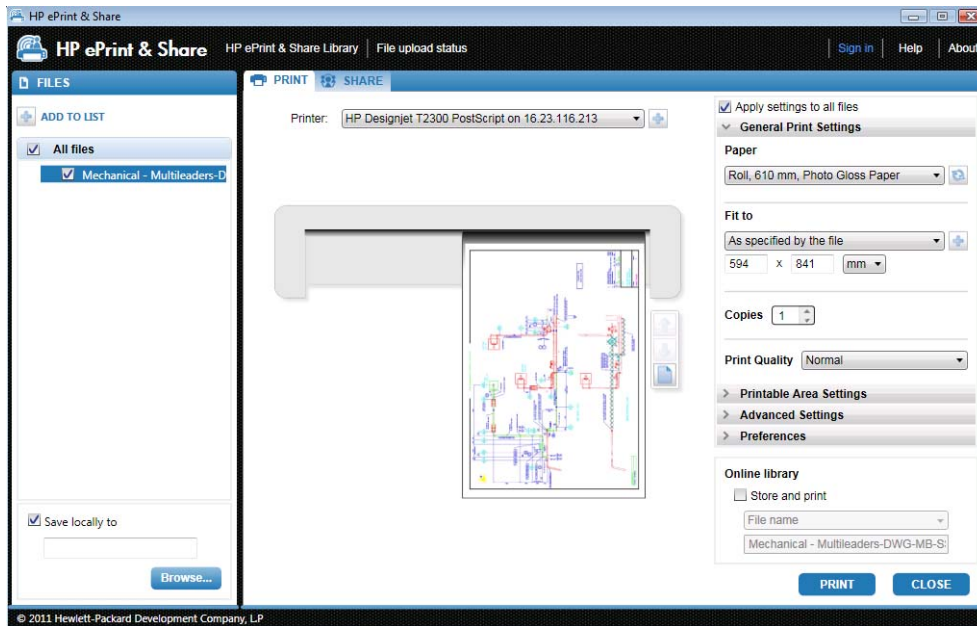 HP ePrint & Share
HP ePrint & Share
HP ePrint & Share Library
File upload status
Sign in
Help
About
FILES
ADD TO LIST
All files
Mechanical - Multileaders-D
Save locally to
Browse...
PRINT
SHARE
Printer:
HP Designjet T2300 PostScript on 16.23.116.213
Apply settings to all files
General Print Settings
Paper
Roll, 610 mm, Photo Gloss Paper
Fit to
As specified by the file
594 x 841 mm
Copies 1
Print Quality Normal
Printable Area Settings
Advanced Settings
Preferences
Online library
Store and print
File name
Mechanical - Multileaders-DWG-MB-S
PRINT
CLOSE
© 2011 Hewlett-Packard Development Company, L.P